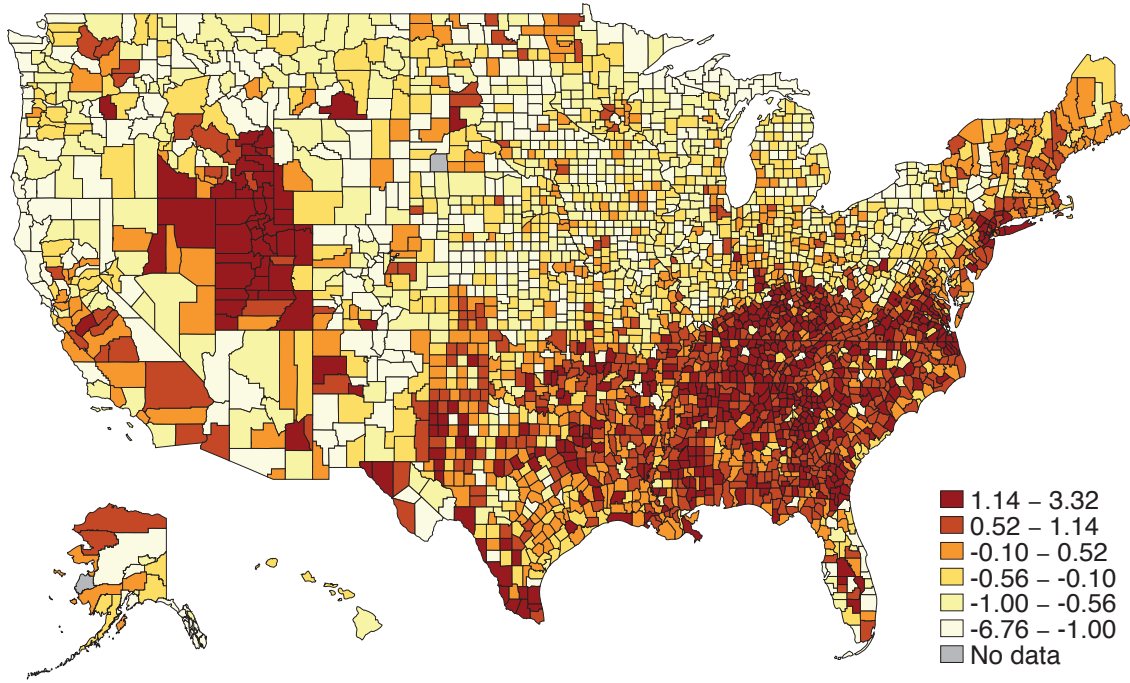 1.14 – 3.32
0.52 – 1.14
-0.10 – 0.52
-0.56 – -0.10
-1.00 – -0.56
-6.76 – -1.00
No data